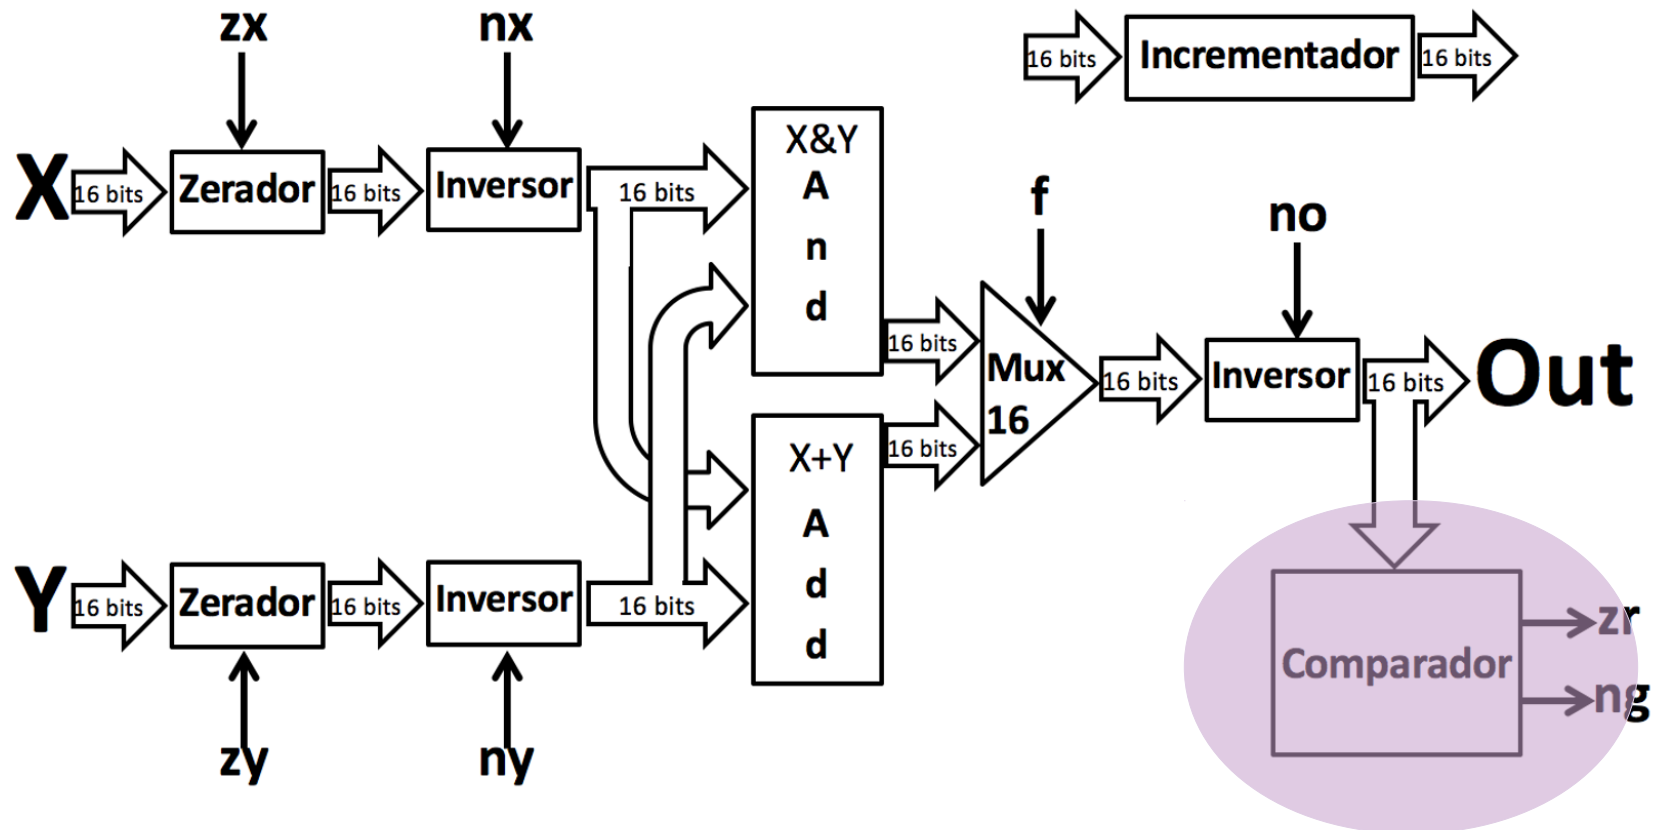 zx
nx
16 bits
Incrementador
16 bits
X
16 bits
Zerador
16 bits
Inversor
16 bits
X&Y
A
n
d
f
no
16 bits
Mux
16
16 bits
Inversor
16 bits
Out
16 bits
X+Y
A
d
d
Y
16 bits
Zerador
16 bits
Inversor
16 bits
zr
Comparador
ng
zy
ny